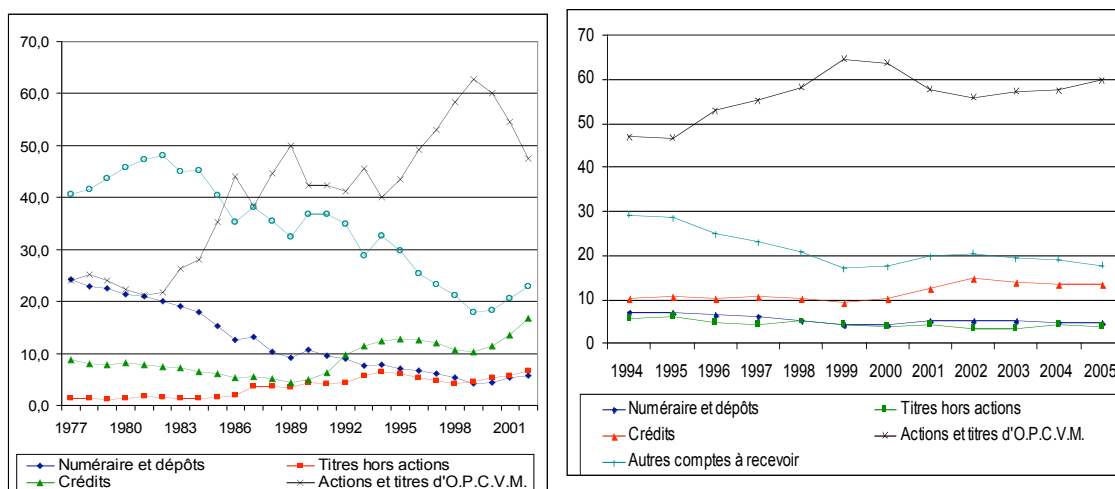 70,0
60,0
50,0
40,0
30,0
20,0
10,0
0,0
1977 1980 1983 1986 1989 1992 1995 1998 2001
Numéraire et dépôts Titres hors actions
Crédits Actions et titres d'O.P.C.V.M.
70
60
50
40
30
20
10
0
1994 1995 1996 1997 1998 1999 2000 2001 2002 2003 2004 2005
Numéraire et dépôts Titres hors actions
Crédits Actions et titres d'O.P.C.V.M.
Autres comptes à recevoir